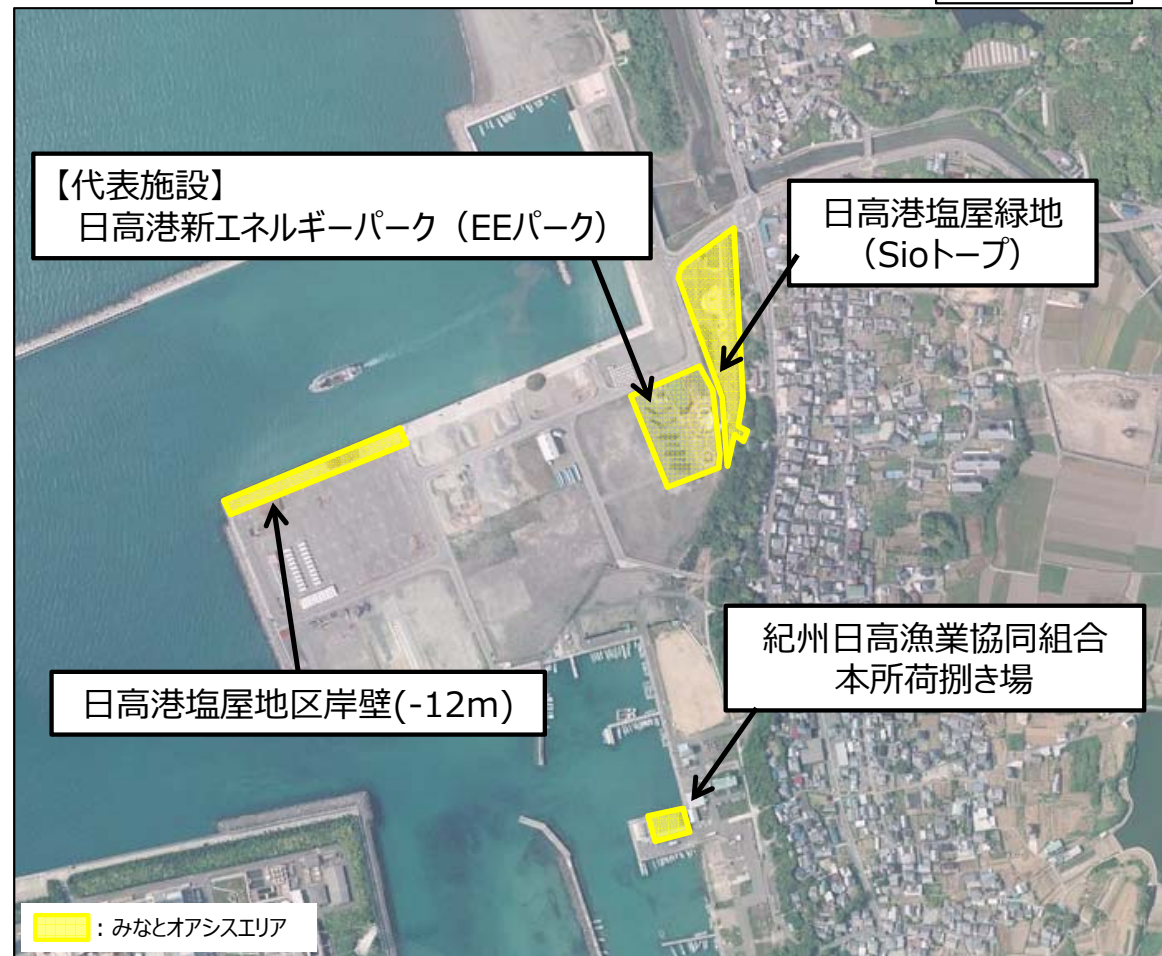 【代表施設】
日高港新エネルギーパーク（EEパーク）
日高港塩屋緑地
（Sioトープ）
日高港塩屋地区岸壁(-12m)
紀州日高漁業協同組合
本所荷捌き場
：みなとオアシスエリア